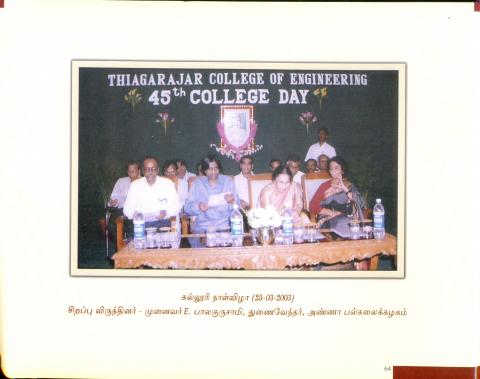 THIAGARAJAR COLLEGE OF ENGINEERING
45th COLLEGE DAY
கல்லூரி நாள்விழா (25-03-2003)
சிறப்பு விருந்தினர் - முனைவர் E. பாலகுருசாமி, துணைவேந்தர், அண்ணா பல்கலைக்கழகம்
64